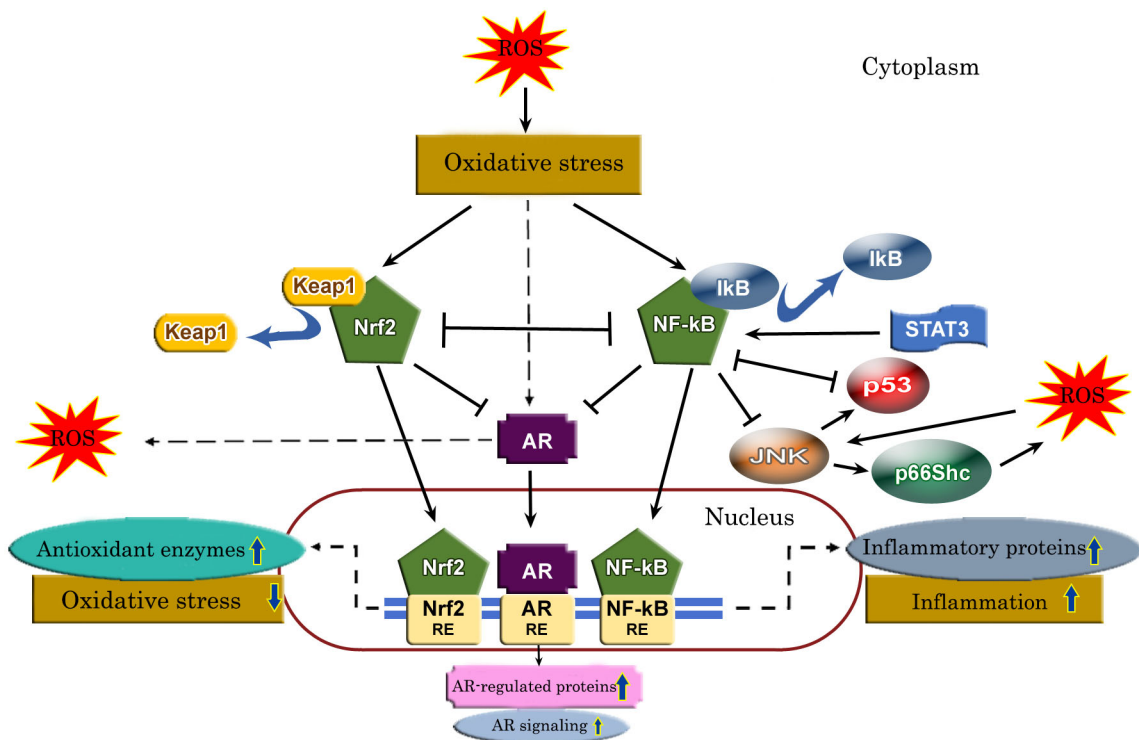 ROS
Cytoplasm
Oxidative stress
Keap1
Keap1
Nrf2
IkB
IkB
NF-kB
STAT3
p53
ROS
ROS
AR
JNK
p66Shc
Nucleus
Antioxidant enzymes
Oxidative stress
Nrf2
AR
NF-kB
Nrf2
RE
AR
RE
NF-kB
RE
Inflammatory proteins
Inflammation
AR-regulated proteins
AR signaling